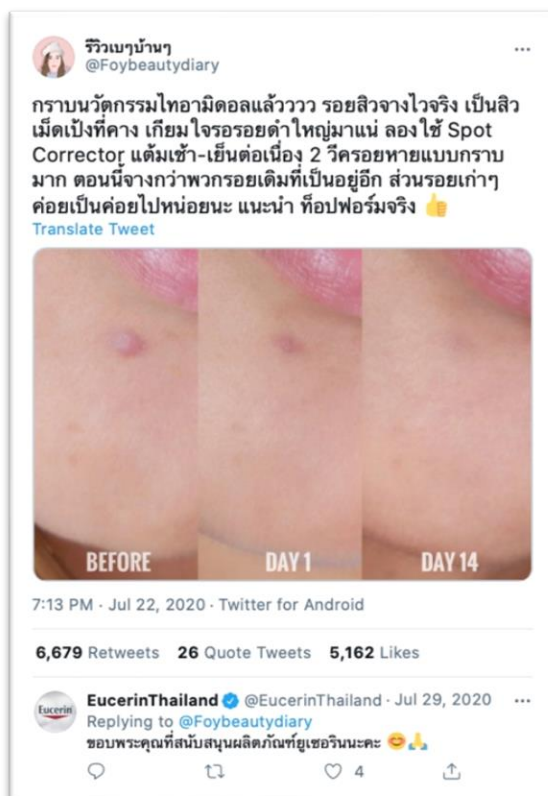 รีวิวเบๆบ้านๆ
@Foybeautydiary
กราบนวัตกรรมไทอามิดอลแล้วววว รอยสิวจางไวจริง เป็นสิว
เม็ดเป้งที่คาง เกียมใจรอรอยดำใหญ่มาแน่ ลองใช้ Spot
Corrector แต้มเช้า-เย็นต่อเนื่อง 2 วีครอยหายแบบกราบ
มาก ตอนนี้จางกว่าพวกรอยเดิมที่เป็นอยู่อีก ส่วนรอยเก่าๆ
ค่อยเป็นค่อยไปหน่อยนะ แนะนำ ท็อปฟอร์มจริง 👍
Translate Tweet
BEFORE DAY 1 DAY 14
7:13 PM · Jul 22, 2020 · Twitter for Android
6,679 Retweets 26 Quote Tweets 5,162 Likes
Eucerin
EucerinThailand @EucerinThailand · Jul 29, 2020
Replying to @Foybeautydiary
ขอบพระคุณที่สนับสนุนผลิตภัณฑ์ยูเซอรินนะคะ 😊🙏
4